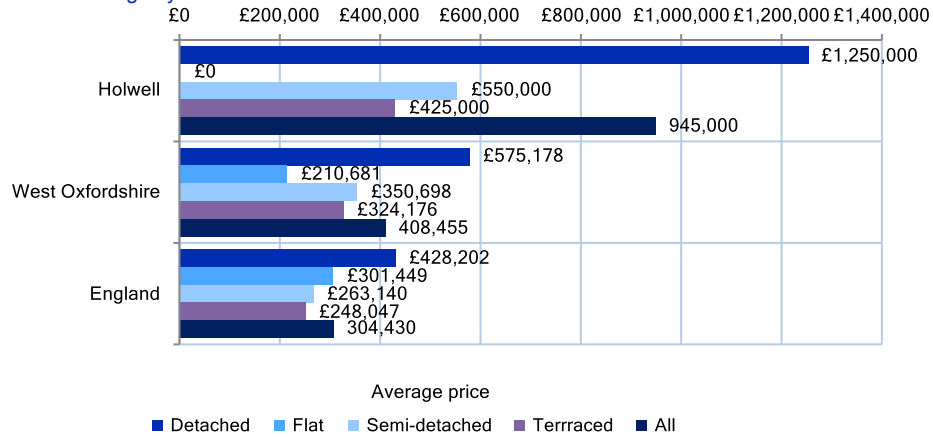 £0 £200,000 £400,000 £600,000 £800,000 £1,000,000 £1,200,000 £1,400,000
£1,250,000
£0
Holwell £550,000
£425,000
945,000
£575,178
£210,681
West Oxfordshire £350,698
£324,176
408,455
£428,202
£301,449
England £263,140
£248,047
304,430
Average price
Detached Flat Semi-detached Terrraced All